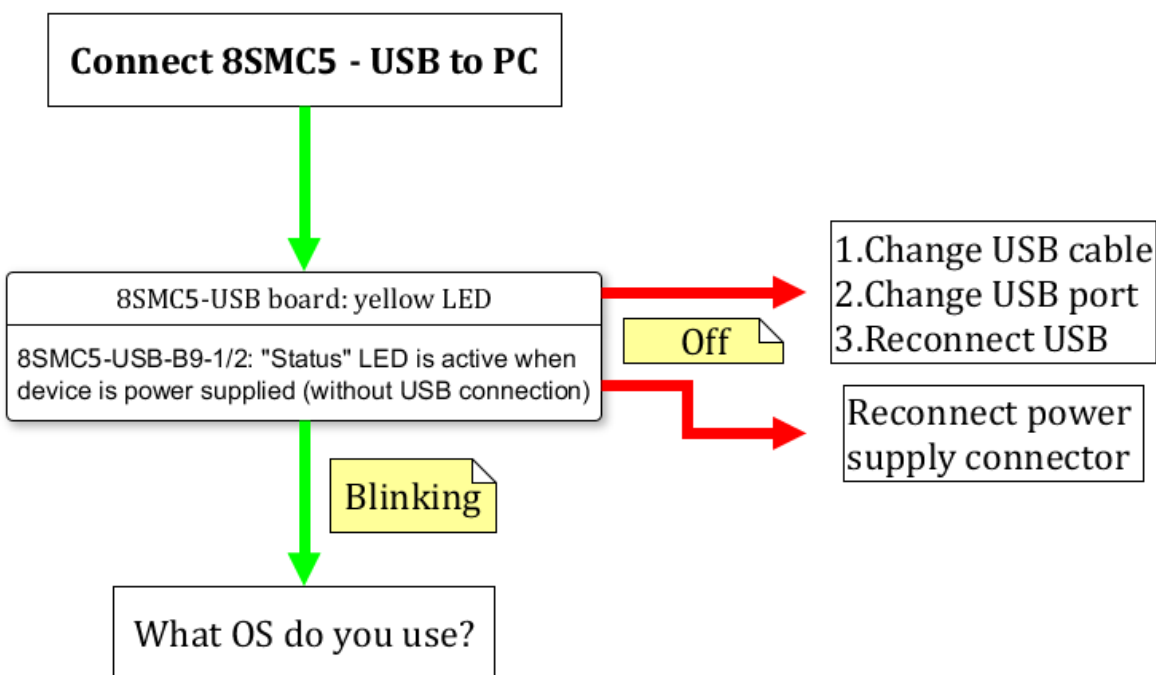 Connect 8SMC5 - USB to PC
8SMC5-USB board: yellow LED
8SMC5-USB-B9-1/2: "Status" LED is active when
device is power supplied (without USB connection)
Off
1.Change USB cable
2.Change USB port
3.Reconnect USB
Reconnect power
supply connector
Blinking
What OS do you use?